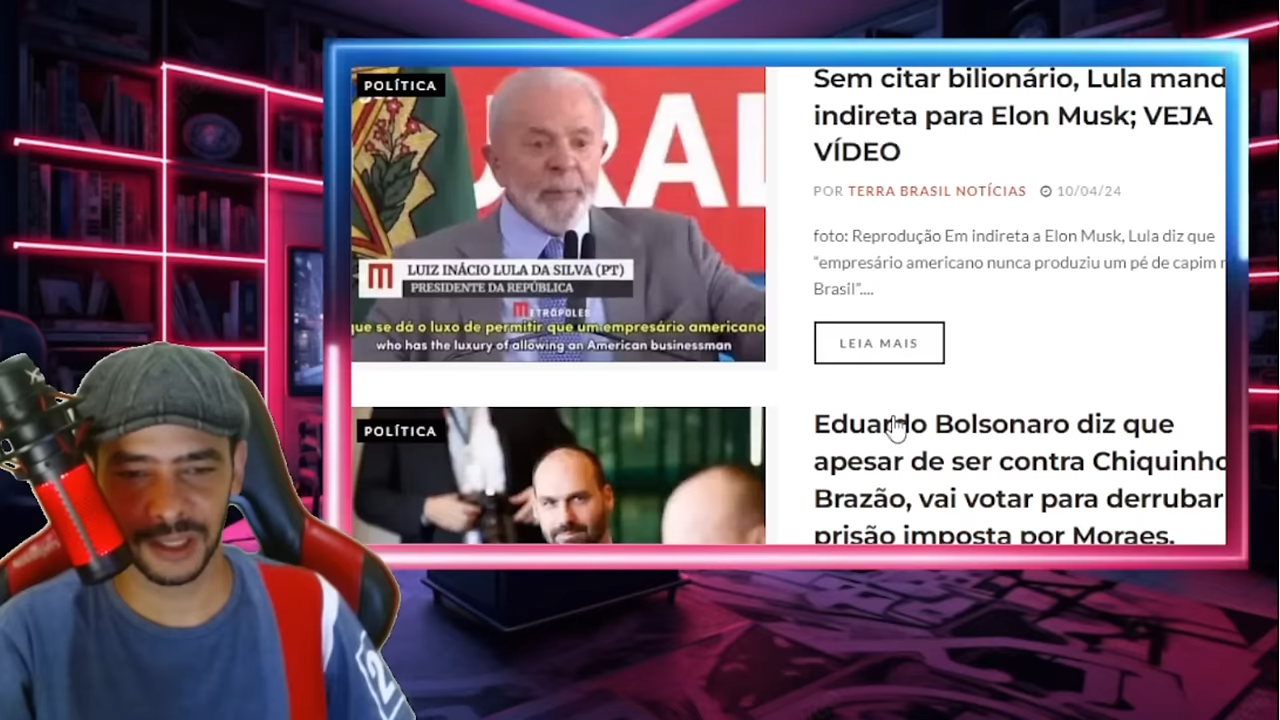 POLÍTICA
RAL
LUIZ INÁCIO LULA DA SILVA (PT)
PRESIDENTE DA REPÚBLICA
METRÓPOLES
que se dá o luxo de permitir que um empresário americano
who has the luxury of allowing an American businessman
Sem citar bilionário, Lula mand
indireta para Elon Musk; VEJA
VÍDEO
POR TERRA BRASIL NOTÍCIAS 10/04/24
foto: Reprodução Em indireta a Elon Musk, Lula diz que
“empresário americano nunca produziu um pé de capim
Brasil”....
LEIA MAIS
POLÍTICA
Eduardo Bolsonaro diz que
apesar de ser contra Chiquinho
Brazão, vai votar para derrubar
prisão imposta por Moraes.
2